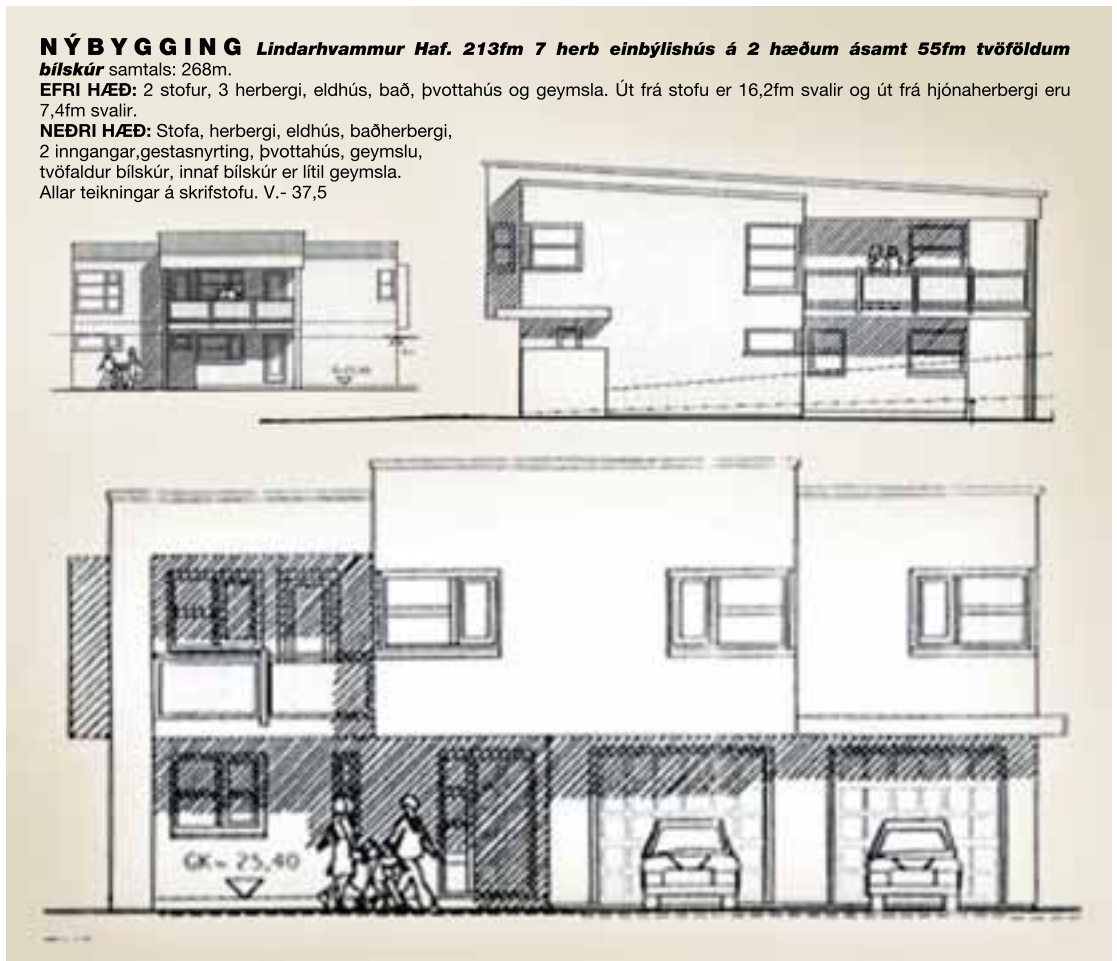 NÝBYGGING Lindarhvammur Haf. 213fm 7 herb einbýlishús á 2 hæðum ásamt 55fm tvöföldum
bílskúr samtals: 268m.
EFRI HÆÐ: 2 stofur, 3 herbergi, eldhús, bað, þvottahús og geymsla. Út frá stofu er 16,2fm svalir og út frá hjónaherbergi eru
7,4fm svalir.
NEÐRI HÆÐ: Stofa, herbergi, eldhús, baðherbergi,
2 inngangar,gestasnyrting, þvottahús, geymslu,
tvöfaldur bílskúr, innaf bílskúr er lítil geymsla.
Allar teikningar á skrifstofu. V.- 37,5
GK= 25,40